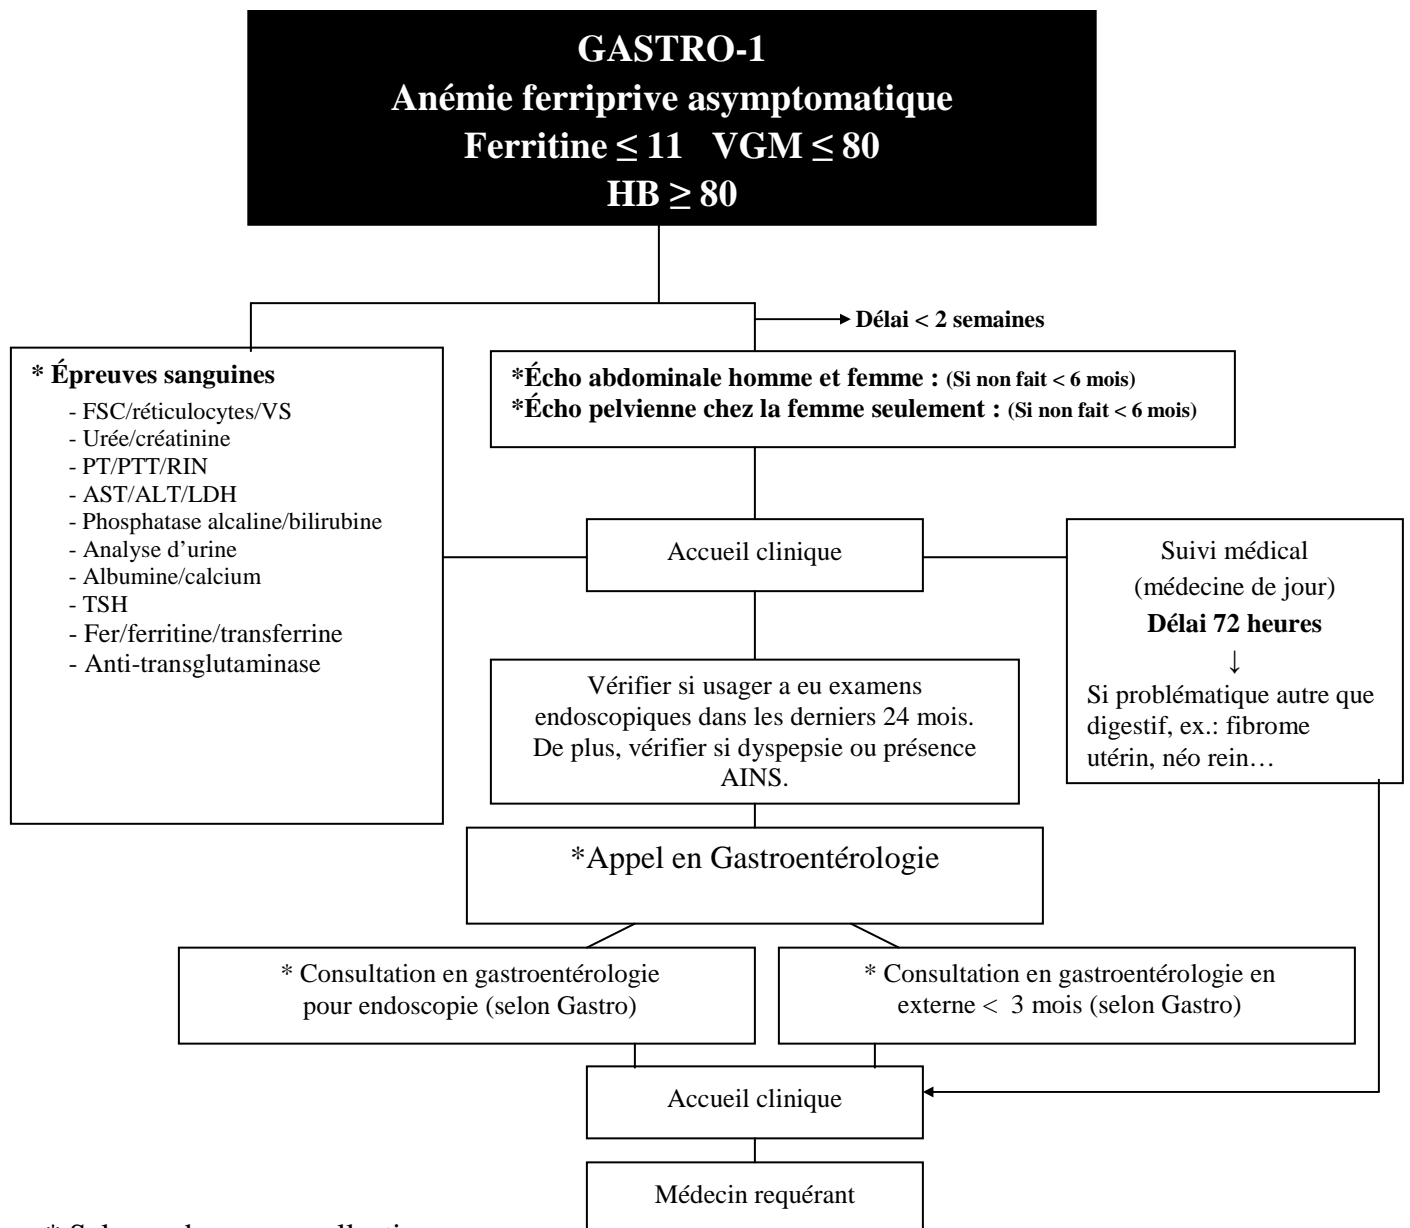 GASTRO-1
Anémie ferriprive asymptomatique
Ferritine ≤ 11 VGM ≤ 80
HB ≥ 80
Délai < 2 semaines
* Épreuves sanguines
- FSC/réticulocytes/VS
- Urée/créatinine
- PT/PTT/RIN
- AST/ALT/LDH
- Phosphatase alcaline/bilirubine
- Analyse d’urine
- Albumine/calcium
- TSH
- Fer/ferritine/transferrine
- Anti-transglutaminase
*Écho abdominale homme et femme : (Si non fait < 6 mois)
*Écho pelvienne chez la femme seulement : (Si non fait < 6 mois)
Accueil clinique
Suivi médical
(médecine de jour)
Délai 72 heures
↓
Si problématique autre que
digestif, ex.: fibrome
utérin, néo rein…
Vérifier si usager a eu examens
endoscopiques dans les derniers 24 mois.
De plus, vérifier si dyspepsie ou présence
AINS.
*Appel en Gastroentérologie
* Consultation en gastroentérologie
pour endoscopie (selon Gastro)
* Consultation en gastroentérologie en
externe < 3 mois (selon Gastro)
Accueil clinique
Médecin requérant